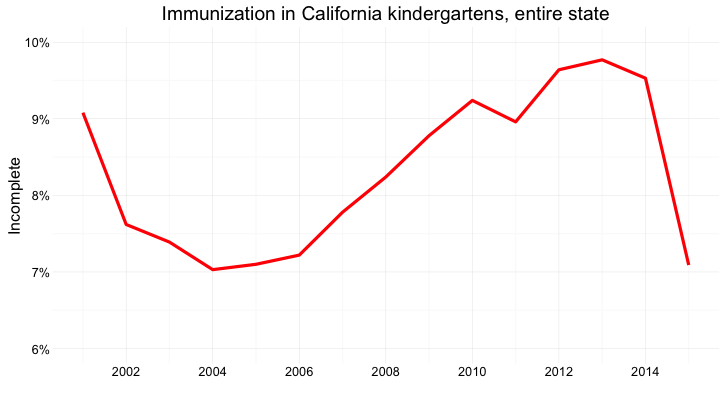 Immunization in California kindergartens, entire state
Incomplete
10%
9%
8%
7%
6%
2002 2004 2006 2008 2010 2012 2014